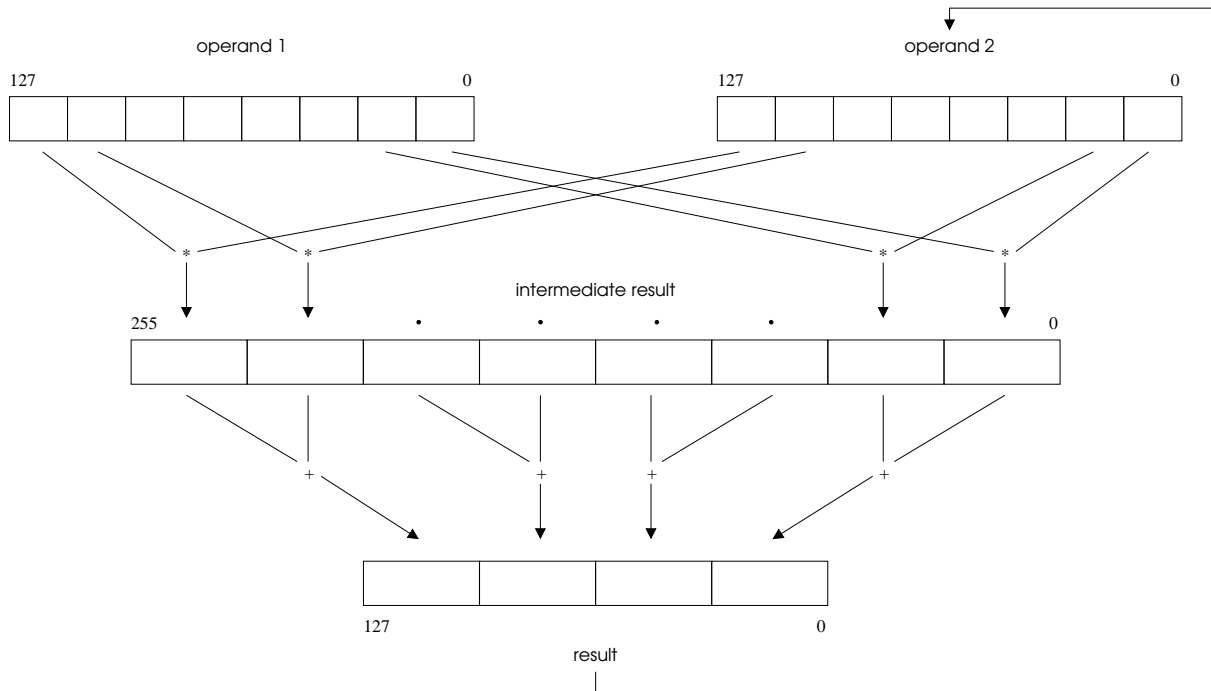 operand 1
operand 2
127 0
127 0
* * * *
intermediate result
255 . . . . 0
+ + + +
127 0
result